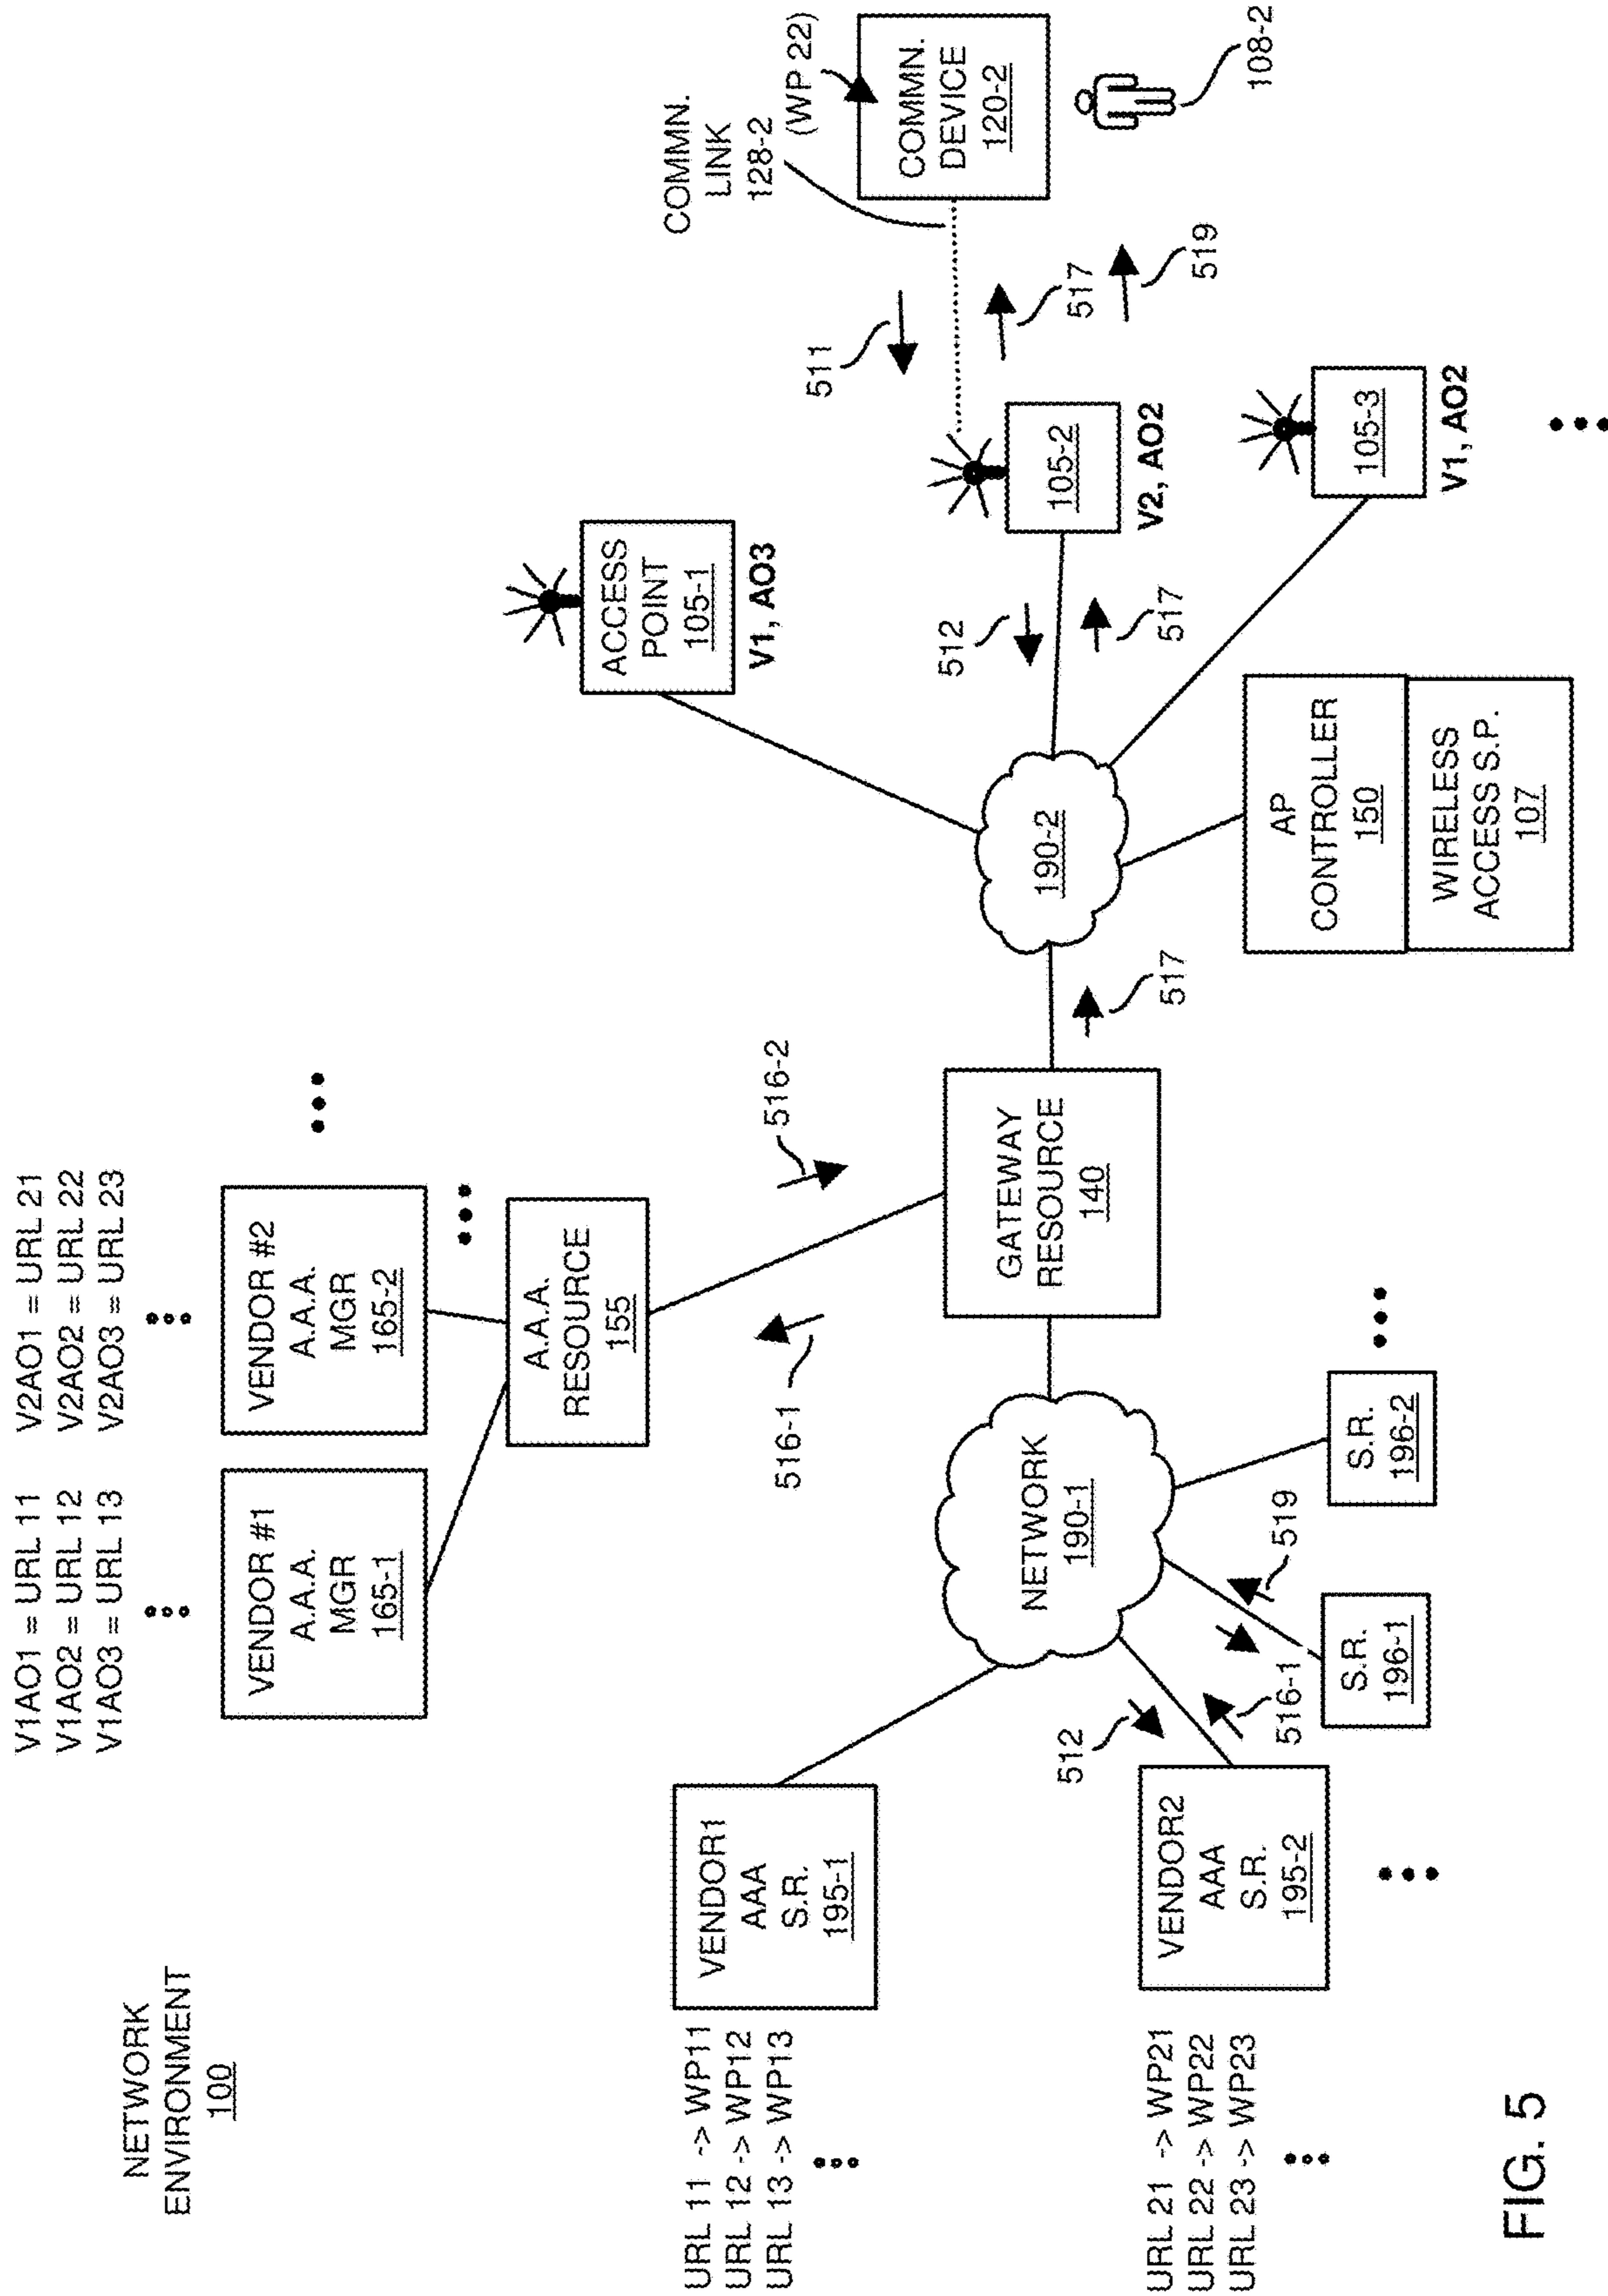 NETWORK
ENVIRONMENT
100
V1AO1 = URL 11
V1AO2 = URL 12
V1AO3 = URL 13
V2AO1 = URL 21
V2AO2 = URL 22
V2AO3 = URL 23
VENDOR #1
A.A.A.
MGR
165-1
VENDOR #2
A.A.A.
MGR
165-2
A.A.A.
RESOURCE
155
516-1
516-2
ACCESS
POINT
105-1
V1, AO3
COMMN.
LINK
128-2
(WP 22)
COMMN.
DEVICE
120-2
108-2
511
517
519
105-2
V2, AO2
512
517
105-3
V1, AO2
190-2
517
AP
CONTROLLER
150
WIRELESS
ACCESS S.P.
107
GATEWAY
RESOURCE
140
NETWORK
190-1
URL 11 -> WP11
URL 12 -> WP12
URL 13 -> WP13
VENDOR1
AAA
S.R.
195-1
URL 21 -> WP21
URL 22 -> WP22
URL 23 -> WP23
VENDOR2
AAA
S.R.
195-2
512
516-1
519
S.R.
196-1
S.R.
196-2
FIG. 5